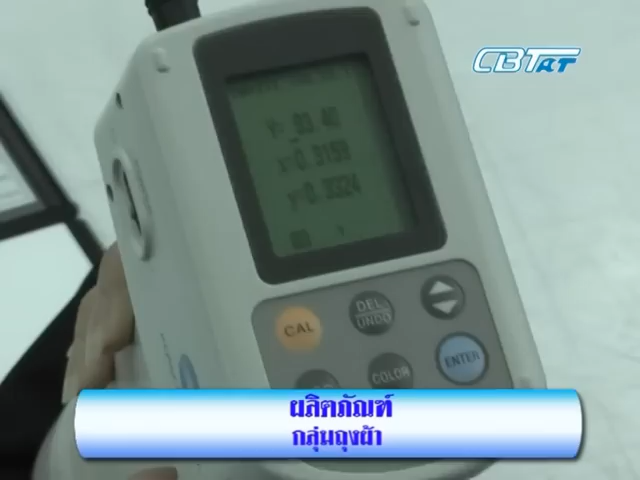 CBTAT
Y= 93.40
x=0.3159
y=0.3324
CAL
DEL
UNDO
COLOR
ENTER
ผลิตภัณฑ์
กลุ่มถุงผ้า